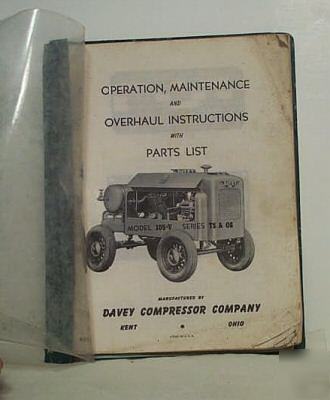 OPERATION, MAINTENANCE
AND
OVERHAUL INSTRUCTIONS
WITH
PARTS LIST
MODEL 105-V SERIES TS & OS
MANUFACTURED BY
DAVEY COMPRESSOR COMPANY
KENT • OHIO